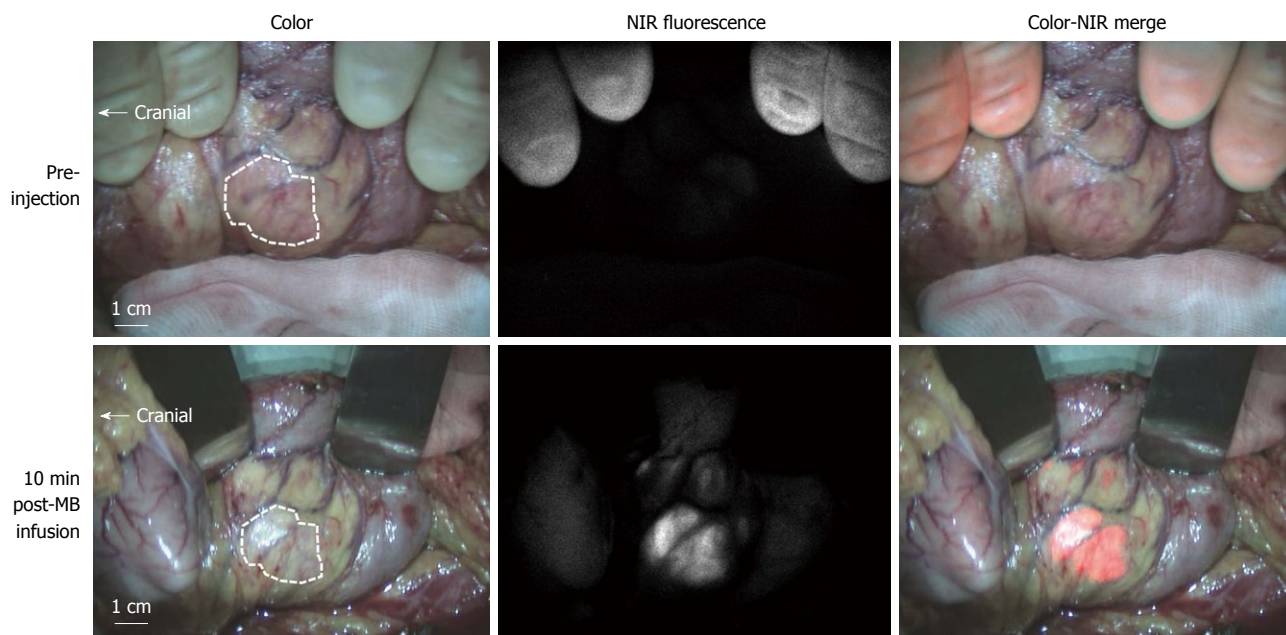 Color
NIR fluorescence
Color-NIR merge
Cranial
Pre-
injection
1 cm
Cranial
10 min
post-MB
infusion
1 cm